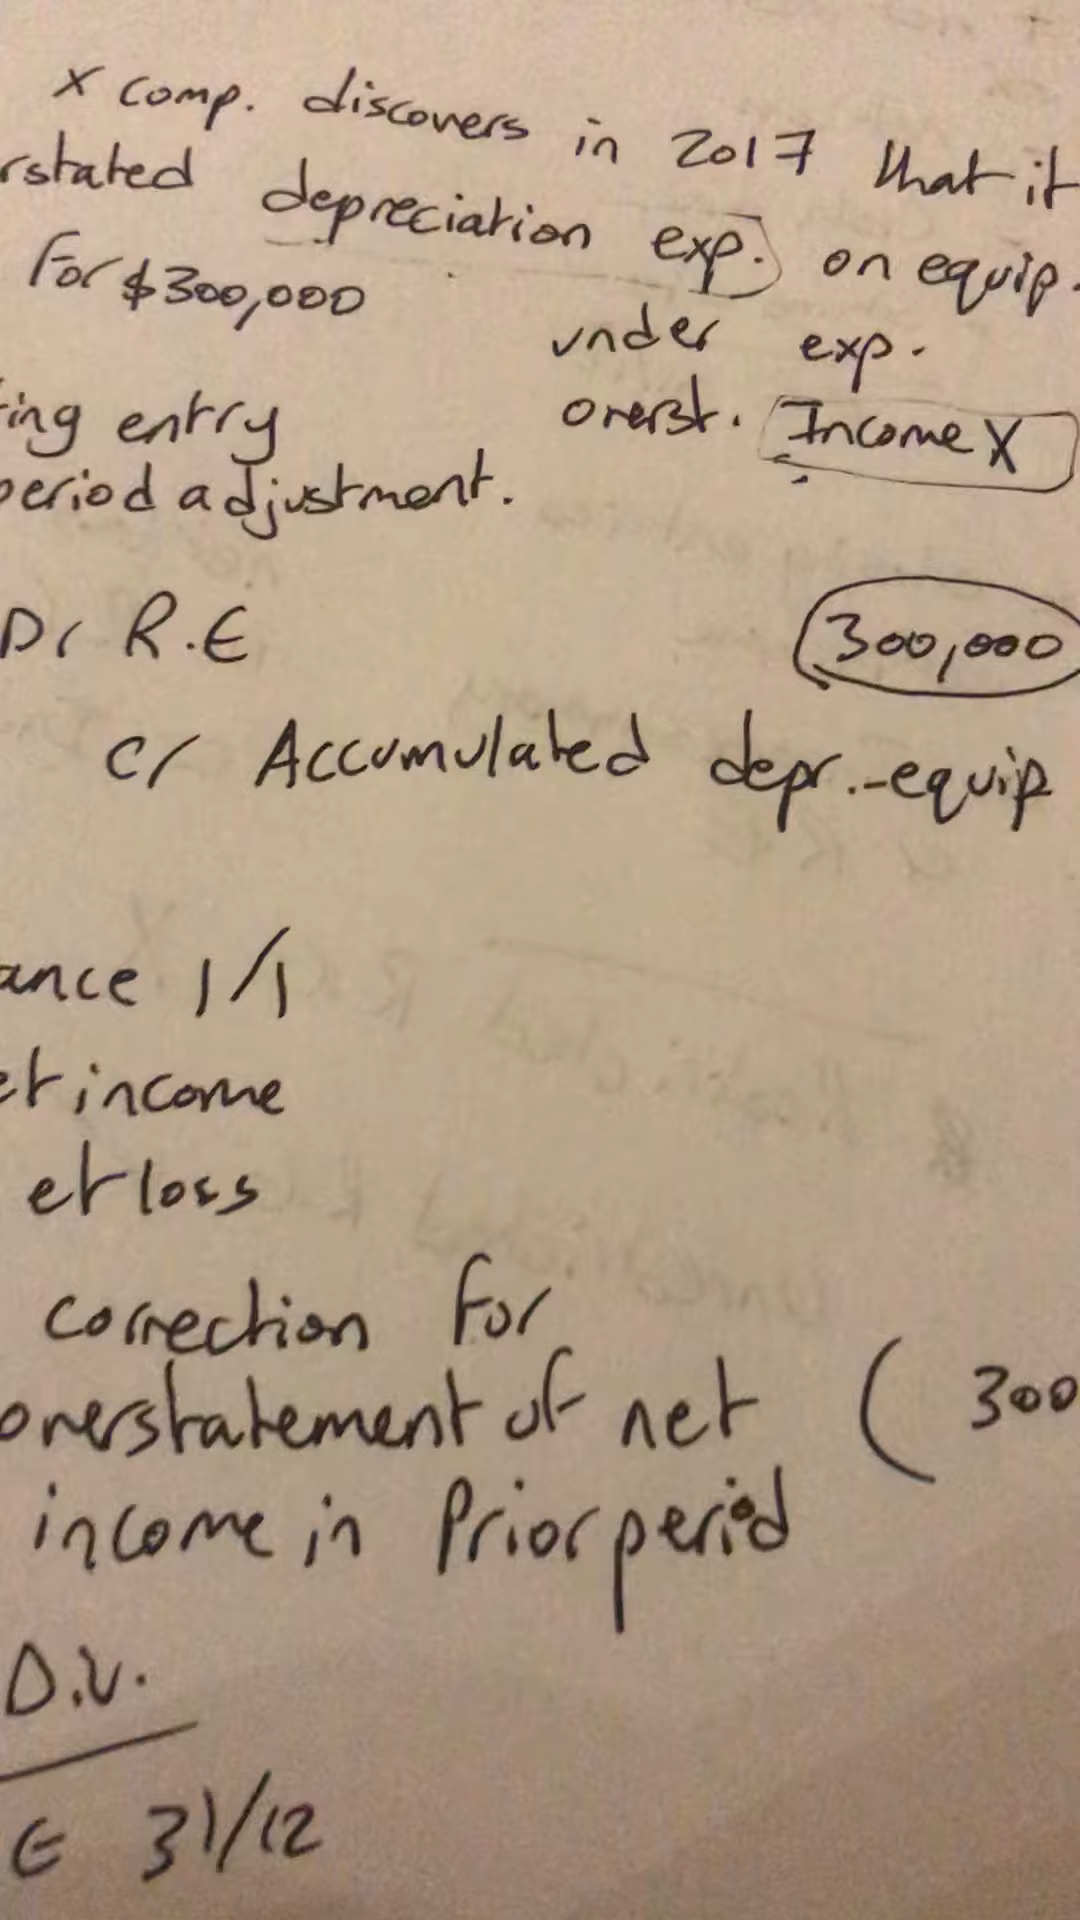 X comp. discovers in 2017 that it
rstated depreciation exp. on equip.
For $300,000
under exp.
overst. Income X
ing entry
period adjustment.
Dr R.E 300,000
Cr Accumulated depr.-equip
ance 1/1
et income
et loss
correction for
overstatement of net (300
income in Prior period
D.V.
E 31/12